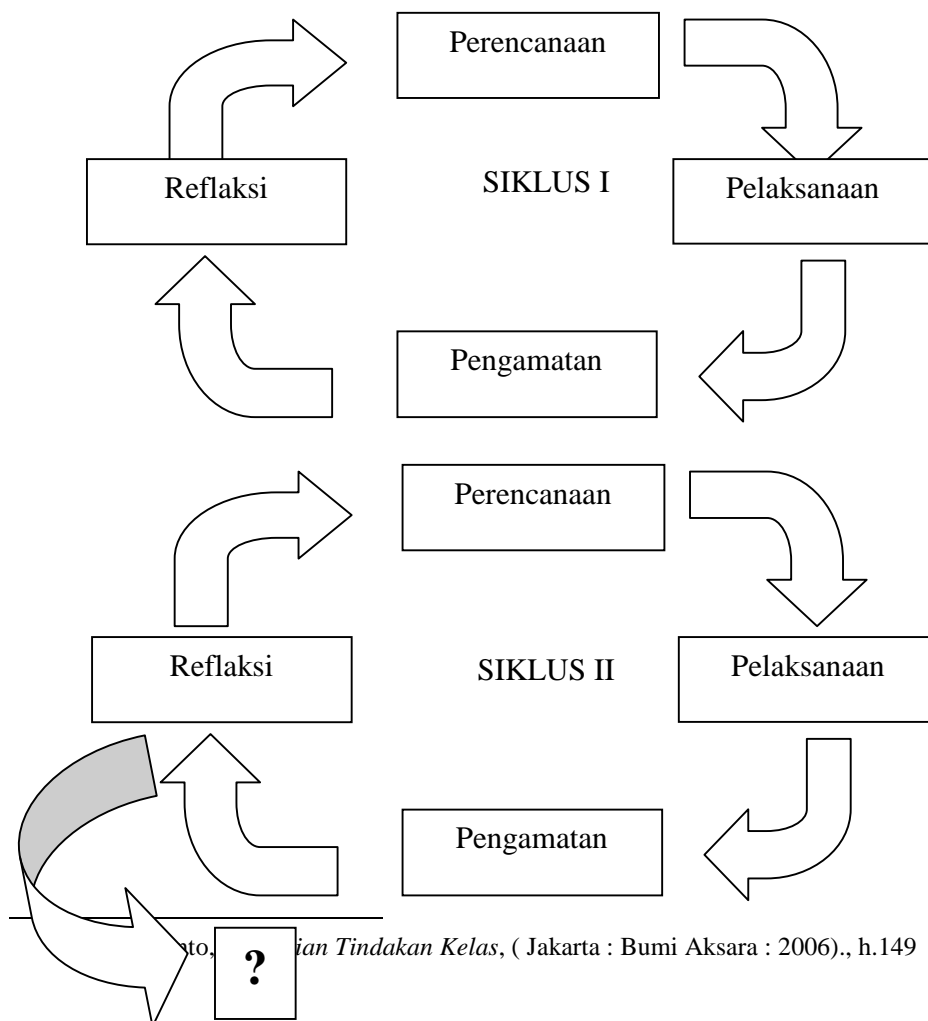 Perencanaan
Reflaksi SIKLUS I Pelaksanaan
Pengamatan
Perencanaan
Reflaksi SIKLUS II Pelaksanaan
Pengamatan
Tindakan Kelas, ( Jakarta : Bumi Aksara : 2006)., h.149
?